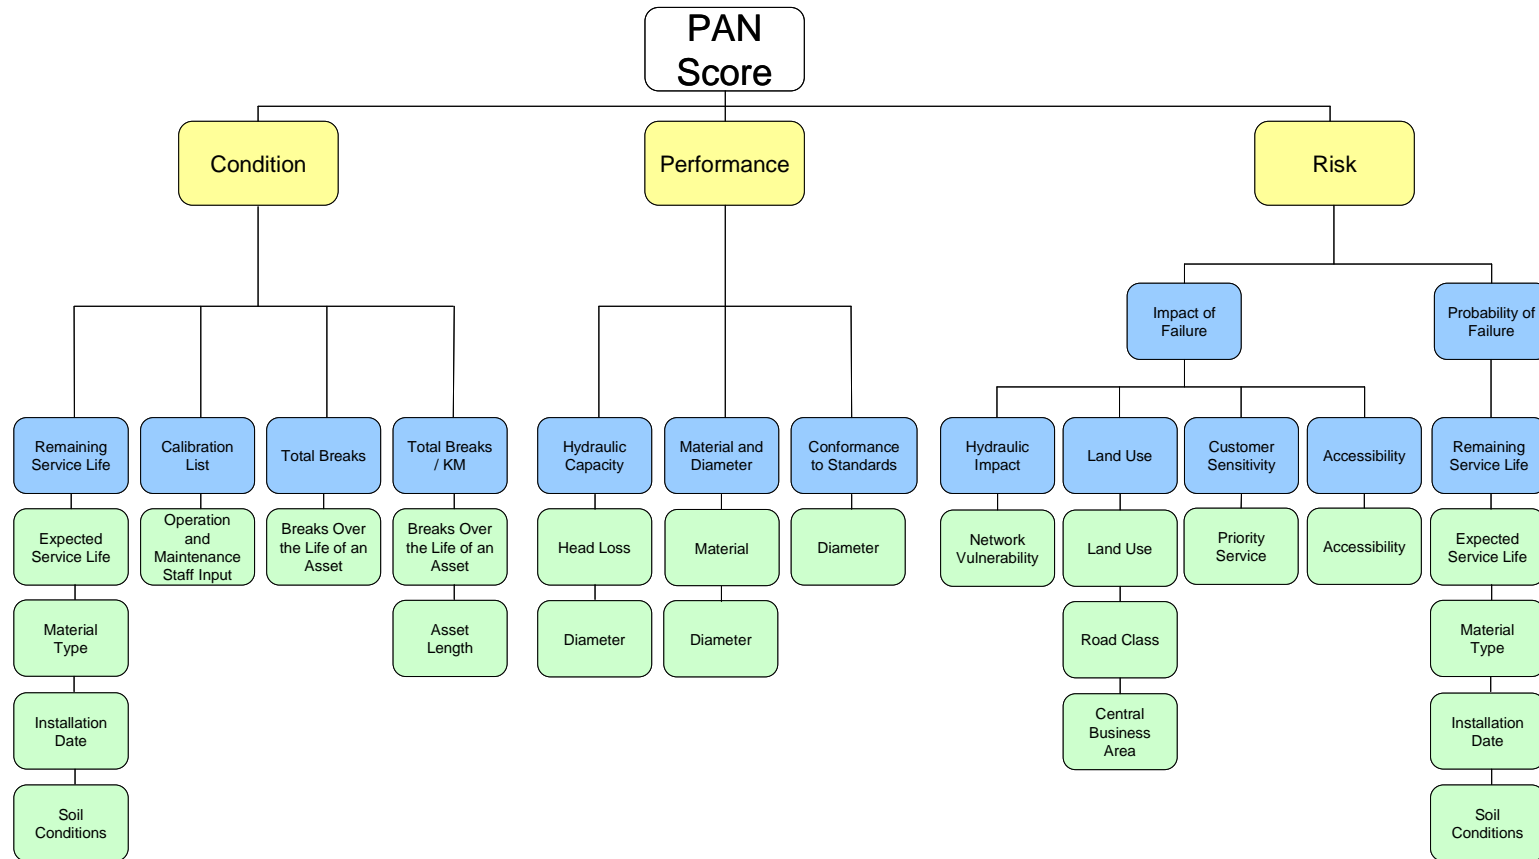 PAN
Score
Condition
Performance
Risk
Impact of
Failure
Probability of
Failure
Remaining
Service Life
Calibration
List
Total Breaks
Total Breaks
/ KM
Hydraulic
Capacity
Material and
Diameter
Conformance
to Standards
Hydraulic
Impact
Land Use
Customer
Sensitivity
Accessibility
Remaining
Service Life
Expected
Service Life
Operation
and
Maintenance
Staff Input
Breaks Over
the Life of an
Asset
Breaks Over
the Life of an
Asset
Head Loss
Material
Diameter
Network
Vulnerability
Land Use
Priority
Service
Accessibility
Expected
Service Life
Material
Type
Asset
Length
Diameter
Diameter
Road Class
Material
Type
Installation
Date
Central
Business
Area
Installation
Date
Soil
Conditions
Soil
Conditions